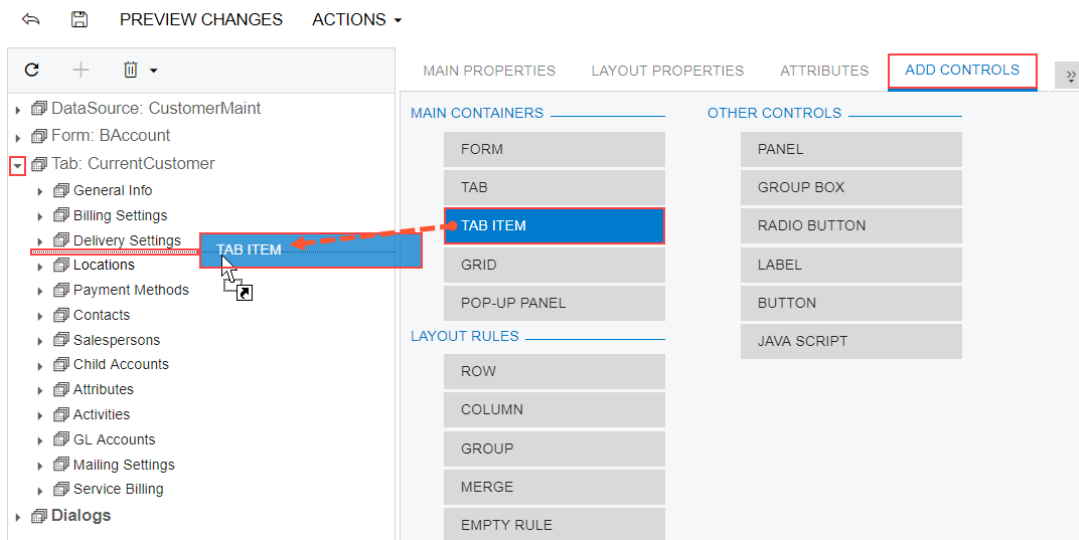 PREVIEW CHANGES ACTIONS
MAIN PROPERTIES LAYOUT PROPERTIES ATTRIBUTES ADD CONTROLS
DataSource: CustomerMaint
Form: BAccount
Tab: CurrentCustomer
General Info
Billing Settings
Delivery Settings
TAB ITEM
Locations
Payment Methods
Contacts
Salespersons
Child Accounts
Attributes
Activities
GL Accounts
Mailing Settings
Service Billing
Dialogs
MAIN CONTAINERS
FORM
TAB
TAB ITEM
GRID
POP-UP PANEL
LAYOUT RULES
ROW
COLUMN
GROUP
MERGE
EMPTY RULE
OTHER CONTROLS
PANEL
GROUP BOX
RADIO BUTTON
LABEL
BUTTON
JAVA SCRIPT